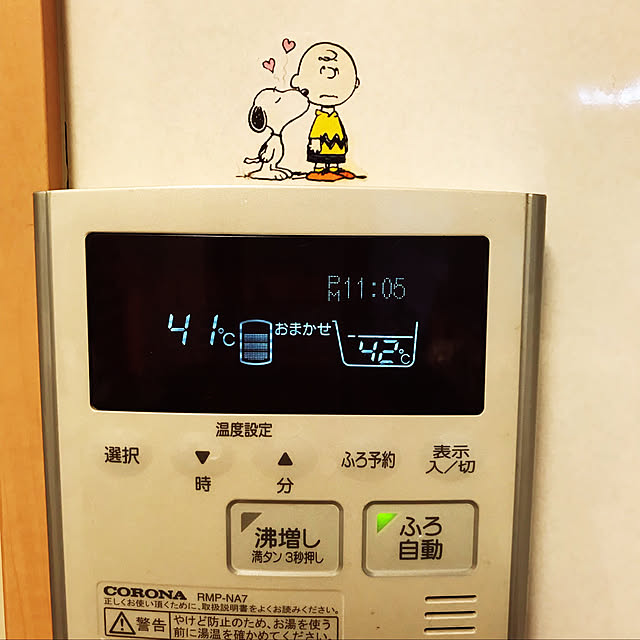 PM 11:05
41℃ おまかせ 42℃
温度設定
選択 ▼ ▲ ふろ予約 表示
入/切
時 分
沸増し
満タン3秒押し
ふろ
自動
CORONA RMP-NA7
正しくお使い頂くために、取扱説明書をよくお読みください。
警告 やけど防止のため、お湯を使う
前に湯温を確かめてください。